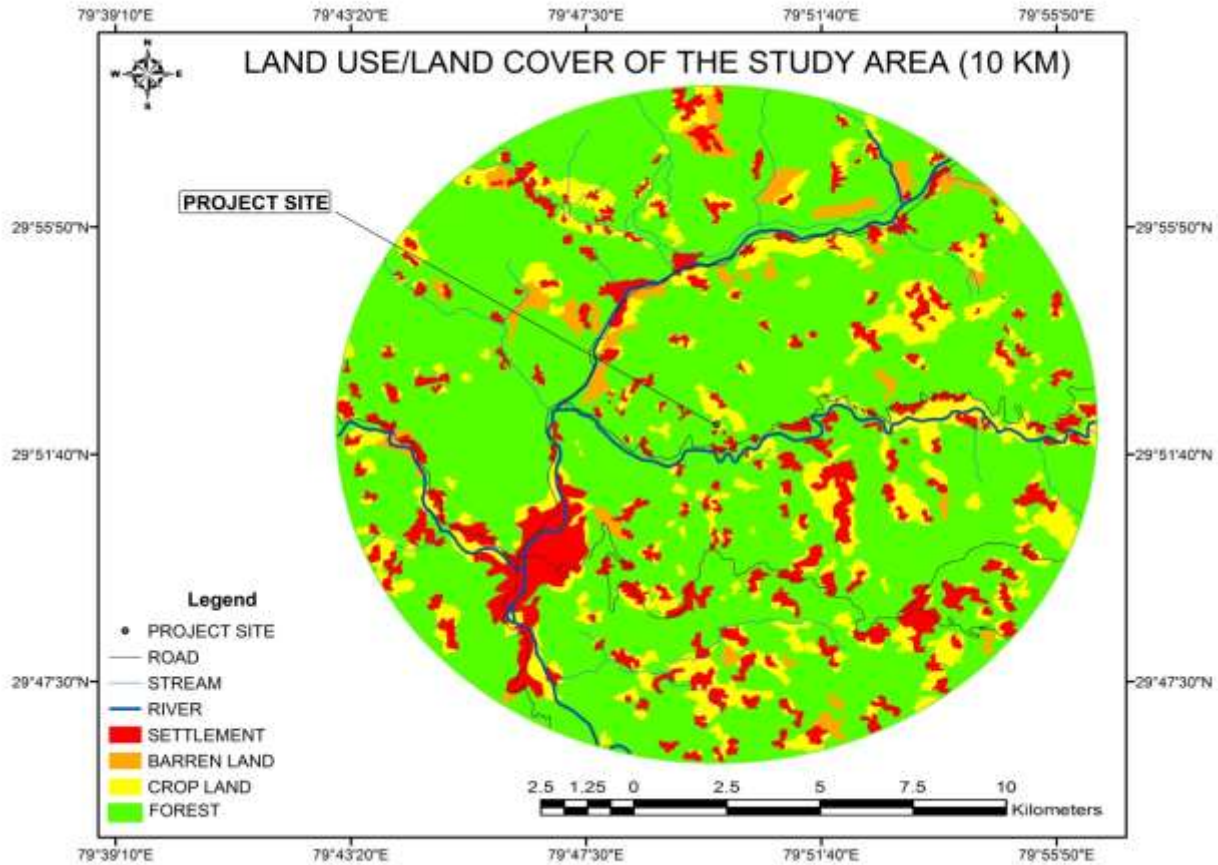 79°39'10"E 79°43'20"E 79°47'30"E 79°51'40"E 79°55'50"E
N
W E
S
LAND USE/LAND COVER OF THE STUDY AREA (10 KM)
PROJECT SITE
29°55'50"N 29°55'50"N
29°51'40"N 29°51'40"N
Legend
PROJECT SITE
ROAD
STREAM
29°47'30"N 29°47'30"N
RIVER
SETTLEMENT
BARREN LAND
CROP LAND
FOREST
2.5 1.25 0 2.5 5 7.5 10
Kilometers
79°39'10"E 79°43'20"E 79°47'30"E 79°51'40"E 79°55'50"E